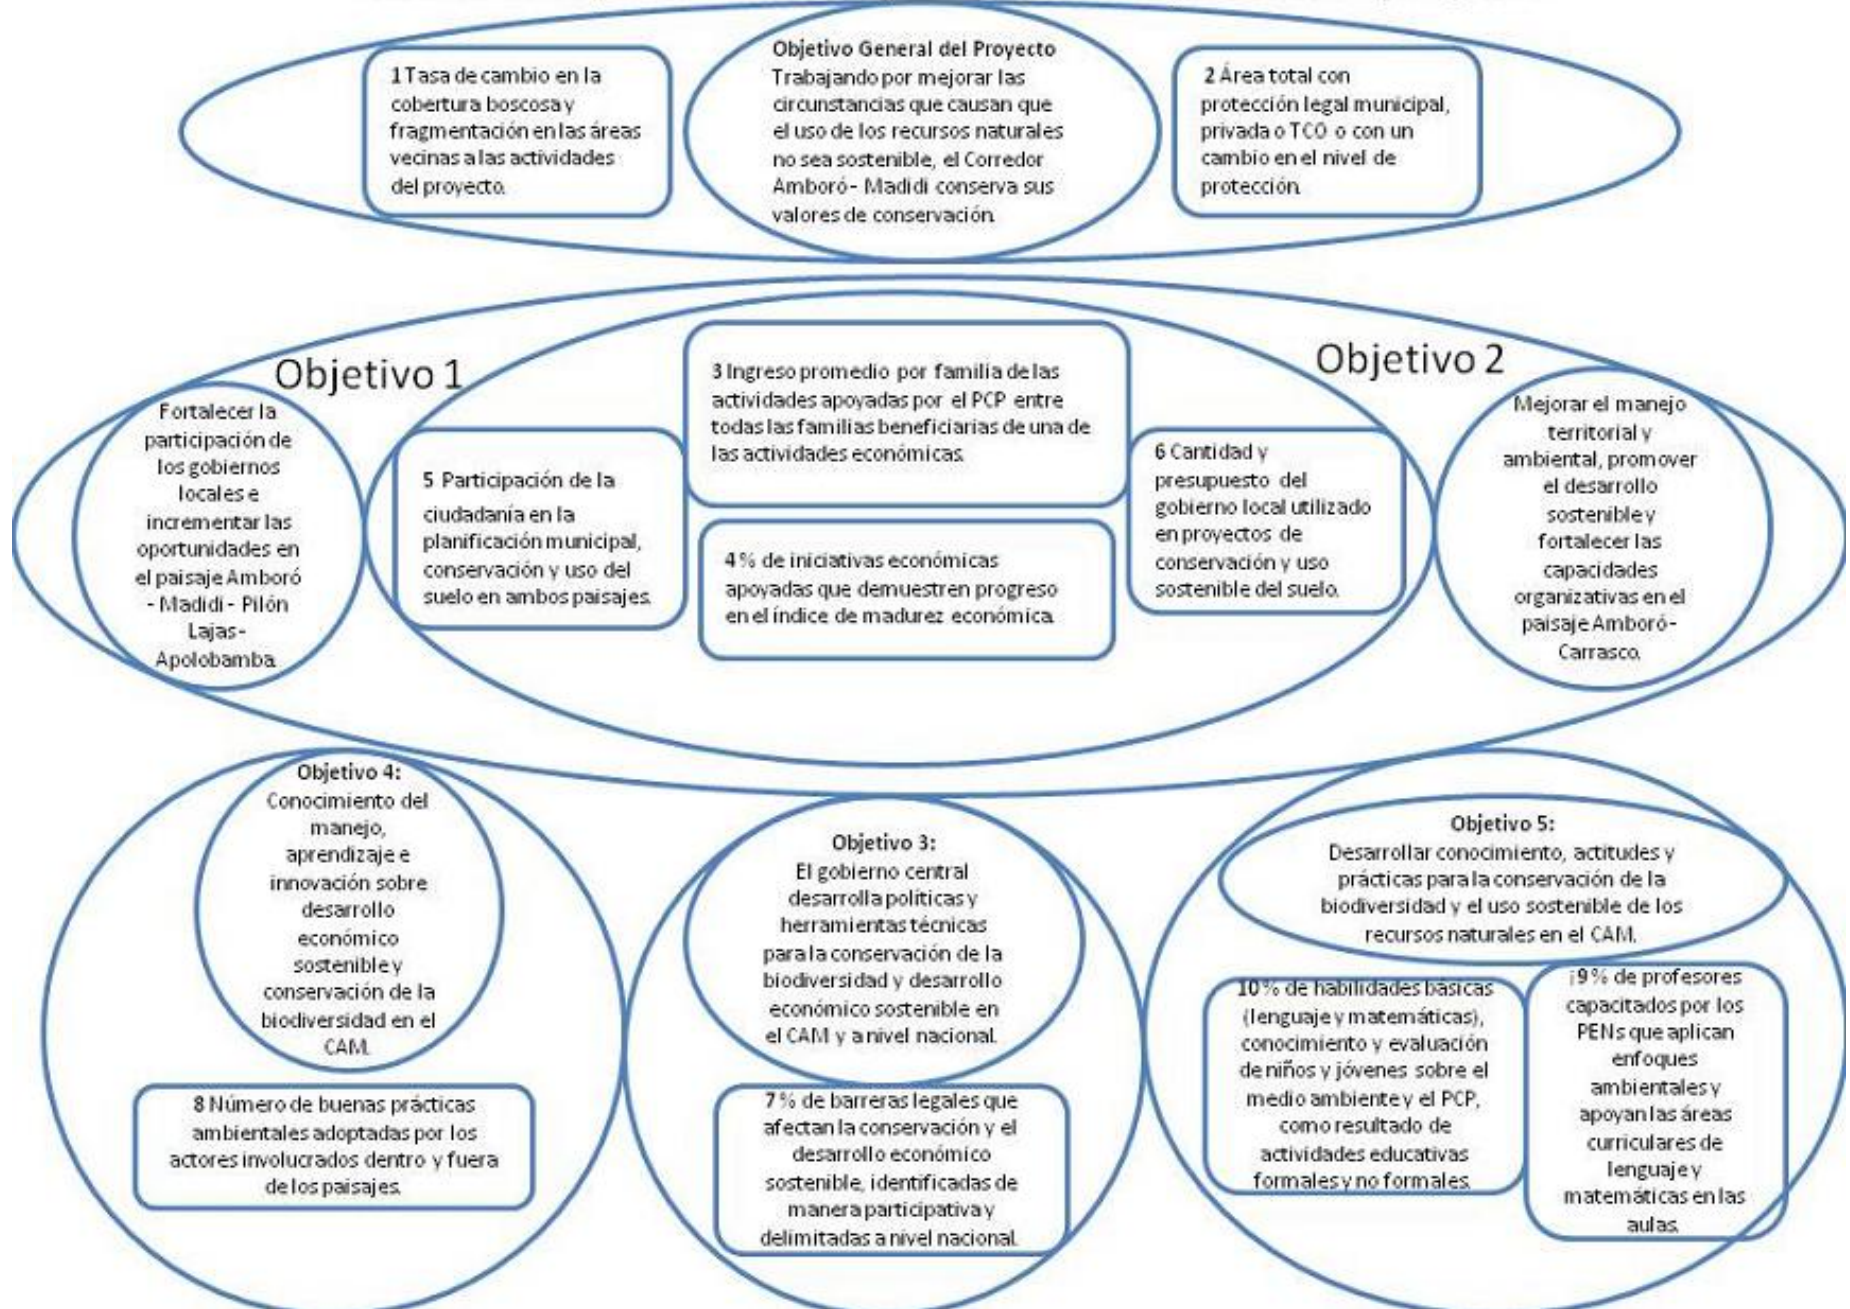 Objetivo General del Proyecto
Trabajando por mejorar las
circunstancias que causan que
el uso de los recursos naturales
no sea sostenible, el Corredor
Amboró- Madidi conserva sus
valores de conservación.
1 Tasa de cambio en la
cobertura boscosa y
fragmentación en las áreas
vecinas a las actividades
del proyecto.
2 Área total con
protección legal municipal,
privada o TCO o con un
cambio en el nivel de
protección.
Objetivo 1
Fortalecer la
participación de
los gobiernos
locales e
incrementar las
oportunidades en
el paisaje Amboró
- Madidi - Pilón
Lajas-
Apolobamba.
3 Ingreso promedio por familia de las
actividades apoyadas por el PCP entre
todas las familias beneficiarias de una de
las actividades económicas.
4 % de iniciativas económicas
apoyadas que demuestren progreso
en el índice de madurez económica.
5 Participación de la
ciudadanía en la
planificación municipal,
conservación y uso del
suelo en ambos paisajes.
6 Cantidad y
presupuesto del
gobierno local utilizado
en proyectos de
conservación y uso
sostenible del suelo.
Objetivo 2
Mejorar el manejo
territorial y
ambiental, promover
el desarrollo
sostenible y
fortalecer las
capacidades
organizativas en el
paisaje Amboró-
Carrasco.
Objetivo 4:
Conocimiento del
manejo,
aprendizaje e
innovación sobre
desarrollo
económico
sostenible y
conservación de la
biodiversidad en el
CAM.
8 Número de buenas prácticas
ambientales adoptadas por los
actores involucrados dentro y fuera
de los paisajes.
Objetivo 3:
El gobierno central
desarrolla políticas y
herramientas técnicas
para la conservación de la
biodiversidad y desarrollo
económico sostenible en
el CAM y a nivel nacional.
7 % de barreras legales que
afectan la conservación y el
desarrollo económico
sostenible, identificadas de
manera participativa y
delimitadas a nivel nacional.
Objetivo 5:
Desarrollar conocimiento, actitudes y
prácticas para la conservación de la
biodiversidad y el uso sostenible de los
recursos naturales en el CAM.
10 % de habilidades básicas
(lenguaje y matemáticas),
conocimiento y evaluación
de niños y jóvenes sobre el
medio ambiente y el PCP,
como resultado de
actividades educativas
formales y no formales.
¡9 % de profesores
capacitados por los
PENs que aplican
enfoques
ambientales y
apoyan las áreas
curriculares de
lenguaje y
matemáticas en las
aulas.